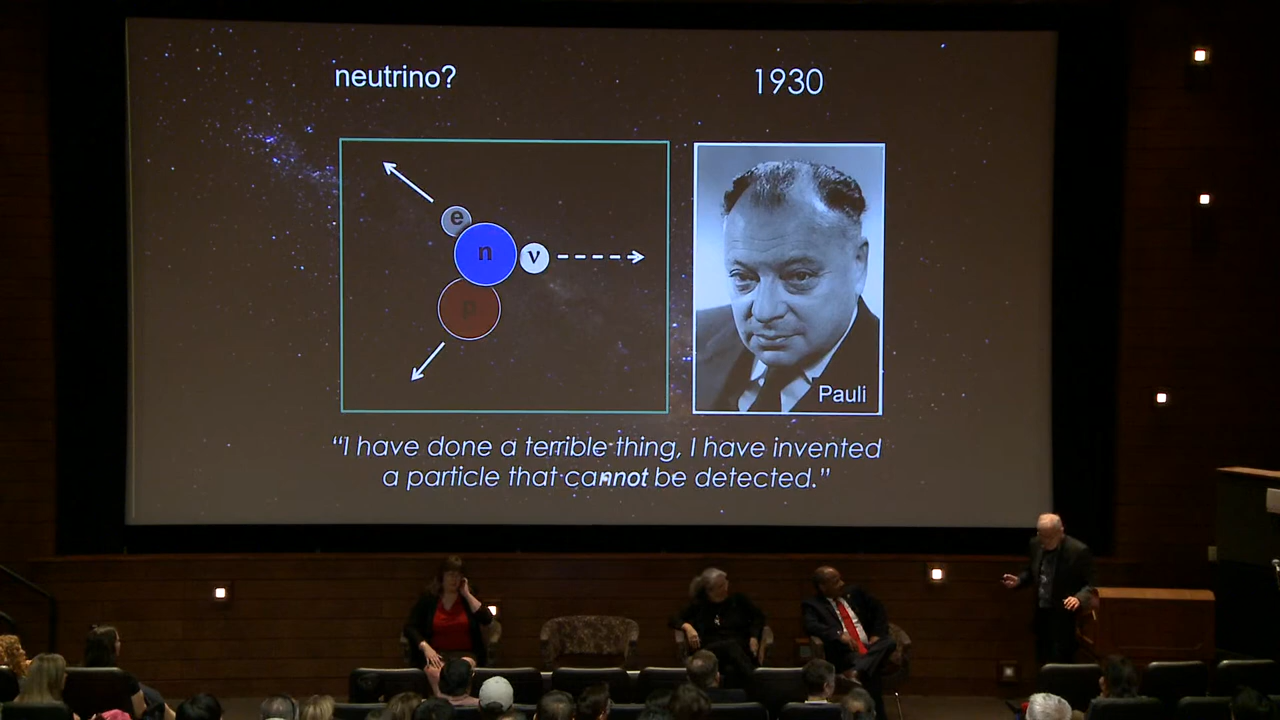 neutrino?
1930
e
n
ν
p
Pauli
“I have done a terrible thing, I have invented
a particle that cannot be detected.”